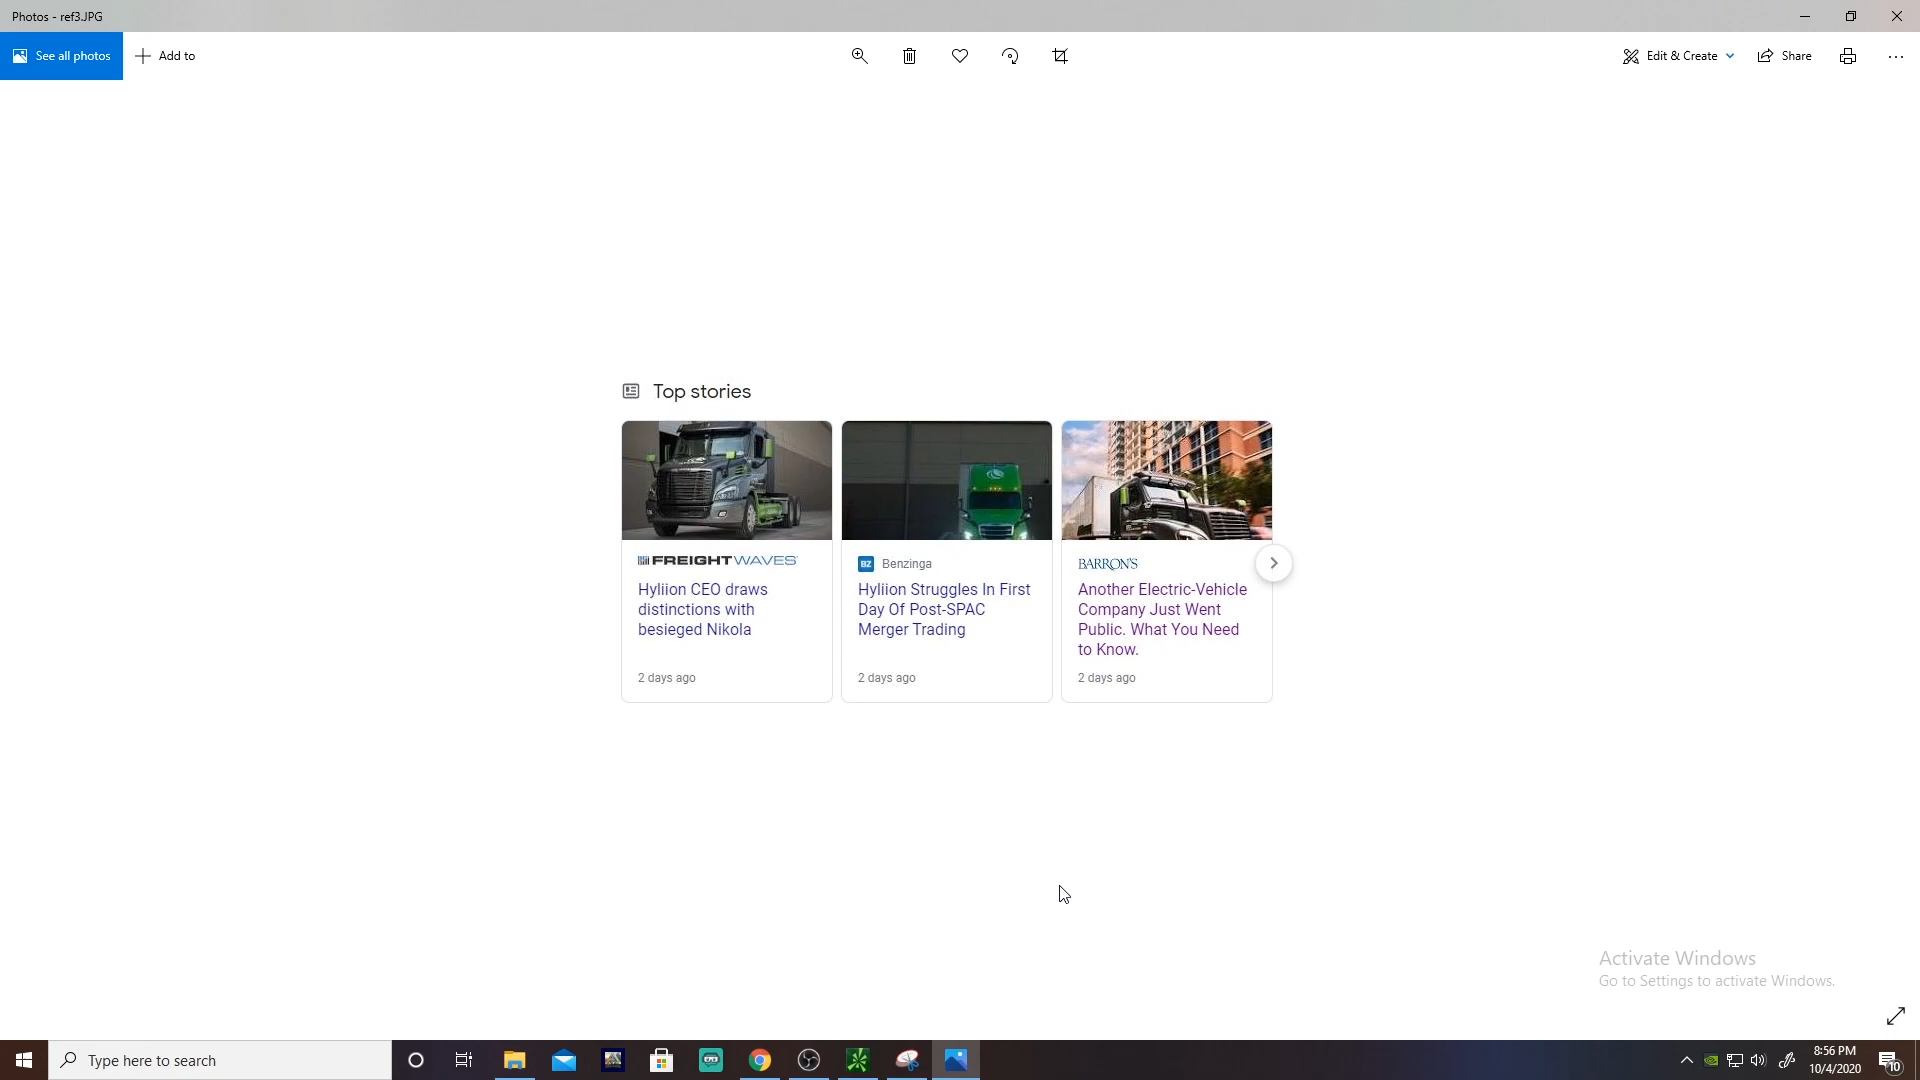 Photos - ref3.JPG
See all photos
Add to
Edit & Create
Share
Top stories
FREIGHTWAVES
Hyliion CEO draws
distinctions with
besieged Nikola
2 days ago
BZ Benzinga
Hyliion Struggles In First
Day Of Post-SPAC
Merger Trading
2 days ago
BARRON'S
Another Electric-Vehicle
Company Just Went
Public. What You Need
to Know.
2 days ago
Activate Windows
Go to Settings to activate Windows.
Type here to search
8:56 PM
10/4/2020
10